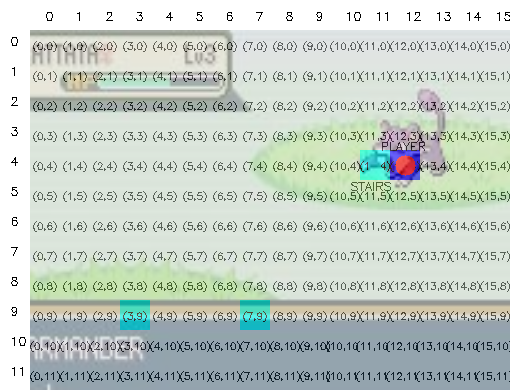 0 1 2 3 4 5 6 7 8 9 10 11 12 13 14 15
0 (0,0) (1,0) (2,0) (3,0) (4,0) (5,0) (6,0) (7,0) (8,0) (9,0) (10,0)(11,0)(12,0)(13,0)(14,0)(15,0)
ATTATA Lv3
1 (0,1) (1,1) (2,1) (3,1) (4,1) (5,1) (6,1) (7,1) (8,1) (9,1) (10,1)(11,1)(12,1)(13,1)(14,1)(15,1)
2 (0,2) (1,2) (2,2) (3,2) (4,2) (5,2) (6,2) (7,2) (8,2) (9,2) (10,2)(11,2)(12,2)(13,2)(14,2)(15,2)
3 (0,3) (1,3) (2,3) (3,3) (4,3) (5,3) (6,3) (7,3) (8,3) (9,3) (10,3)(11,3)(12,3)(13,3)(14,3)(15,3)
PLAYER
4 (0,4) (1,4) (2,4) (3,4) (4,4) (5,4) (6,4) (7,4) (8,4) (9,4) (10,4) (13,4)(14,4)(15,4)
STAIRS
5 (0,5) (1,5) (2,5) (3,5) (4,5) (5,5) (6,5) (7,5) (8,5) (9,5) (10,5)(11,5)(12,5)(13,5)(14,5)(15,5)
6 (0,6) (1,6) (2,6) (3,6) (4,6) (5,6) (6,6) (7,6) (8,6) (9,6) (10,6)(11,6)(12,6)(13,6)(14,6)(15,6)
7 (0,7) (1,7) (2,7) (3,7) (4,7) (5,7) (6,7) (7,7) (8,7) (9,7) (10,7)(11,7)(12,7)(13,7)(14,7)(15,7)
8 (0,8) (1,8) (2,8) (3,8) (4,8) (5,8) (6,8) (7,8) (8,8) (9,8) (10,8)(11,8)(12,8)(13,8)(14,8)(15,8)
9 (0,9) (1,9) (2,9) (3,9) (4,9) (5,9) (6,9) (7,9) (8,9) (9,9) (10,9)(11,9)(12,9)(13,9)(14,9)(15,9)
10 (0,10)(1,10)(2,10)(3,10)(4,10)(5,10)(6,10)(7,10)(8,10)(9,10)(10,10)(11,10)(12,10)(13,10)(14,10)(15,10)
RMANDER
11 (0,11)(1,11)(2,11)(3,11)(4,11)(5,11)(6,11)(7,11)(8,11)(9,11)(10,11)(11,11)(12,11)(13,11)(14,11)(15,11)